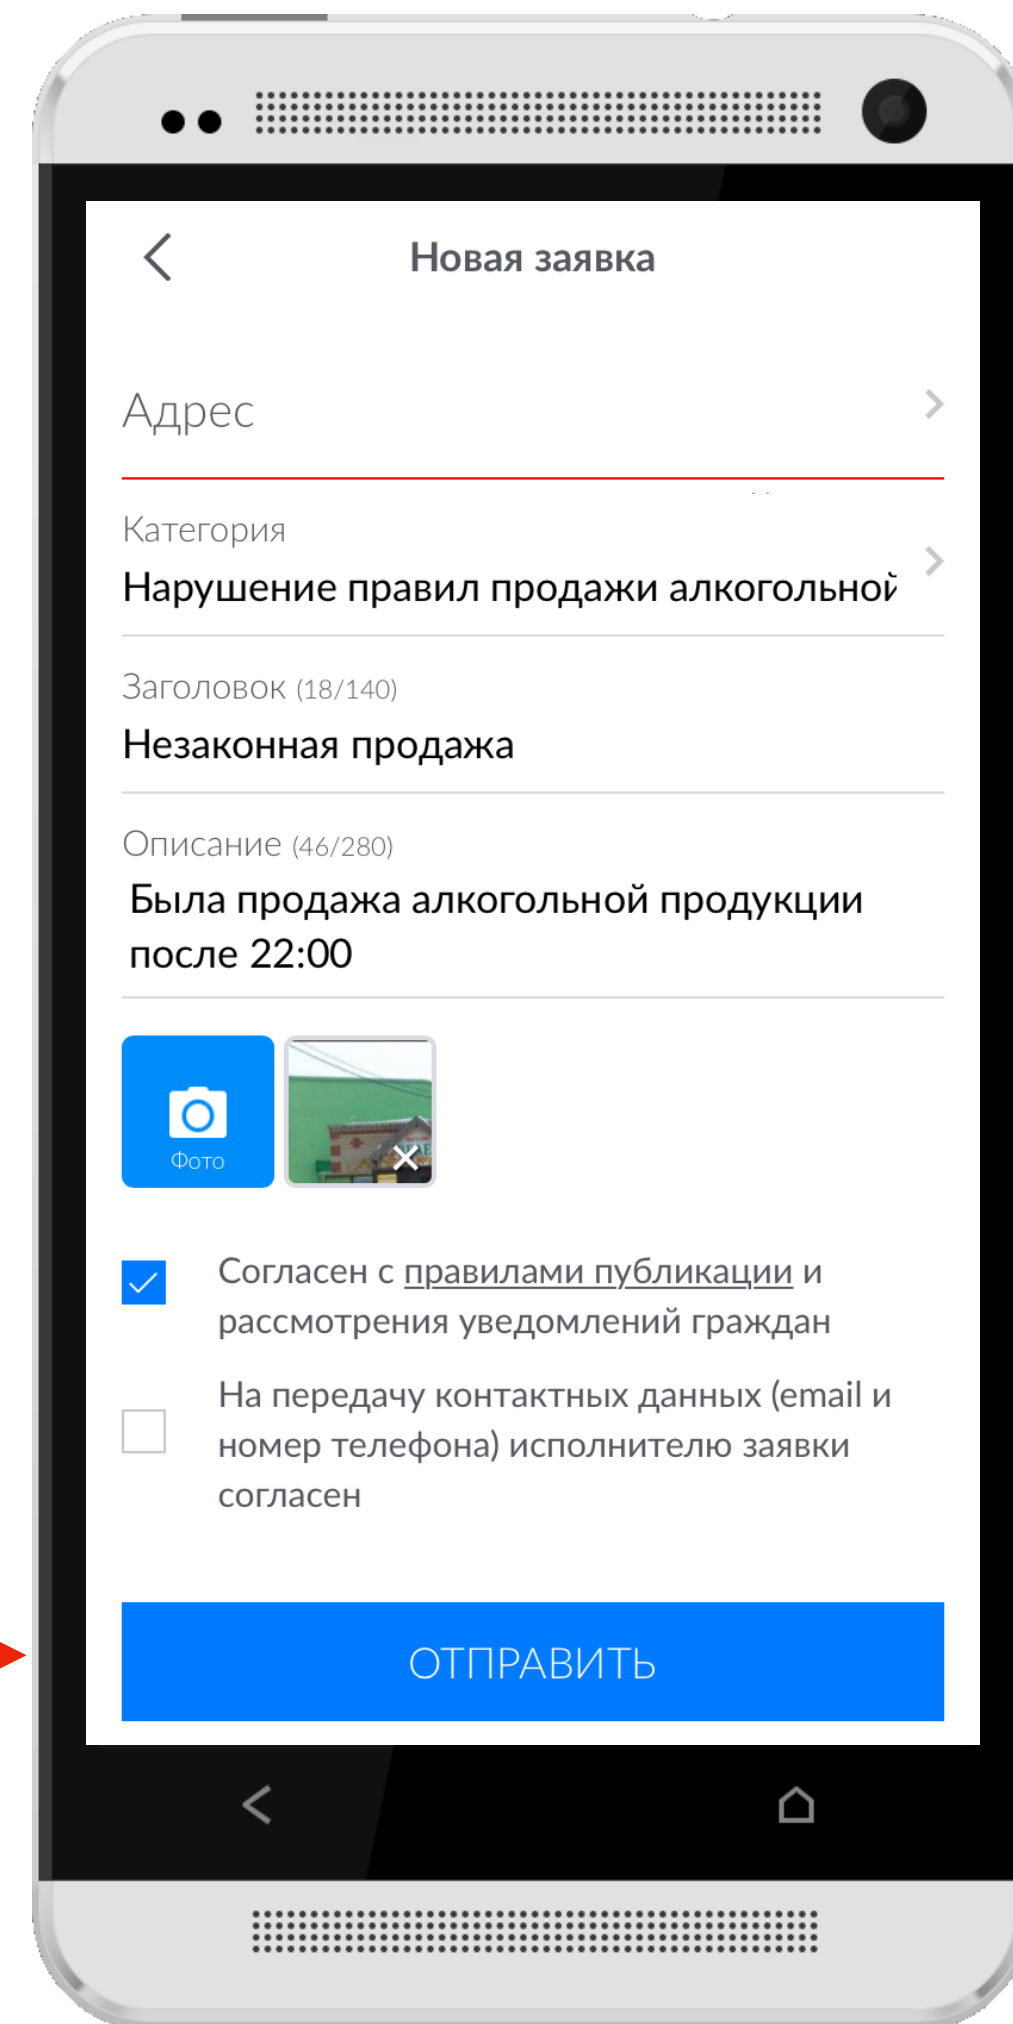 Новая заявка
Адрес
Категория
Нарушение правил продажи алкогольной
Заголовок (18/140)
Незаконная продажа
Описание (46/280)
Была продажа алкогольной продукции
после 22:00
Фото
Согласен с правилами публикации и
рассмотрения уведомлений граждан
На передачу контактных данных (email и
номер телефона) исполнителю заявки
согласен
ОТПРАВИТЬ